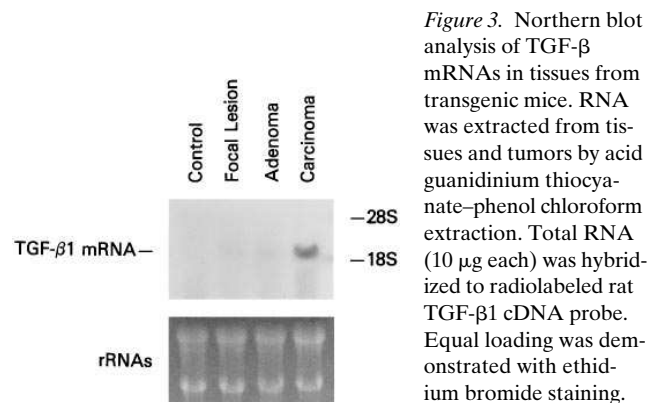 Control
Focal Lesion
Adenoma
Carcinoma
–28S
TGF-β1 mRNA–
–18S
rRNAs
Figure 3. Northern blot
analysis of TGF-β
mRNAs in tissues from
transgenic mice. RNA
was extracted from tis-
sues and tumors by acid
guanidinium thiocya-
nate–phenol chloroform
extraction. Total RNA
(10 μg each) was hybrid-
ized to radiolabeled rat
TGF-β1 cDNA probe.
Equal loading was dem-
onstrated with ethid-
ium bromide staining.